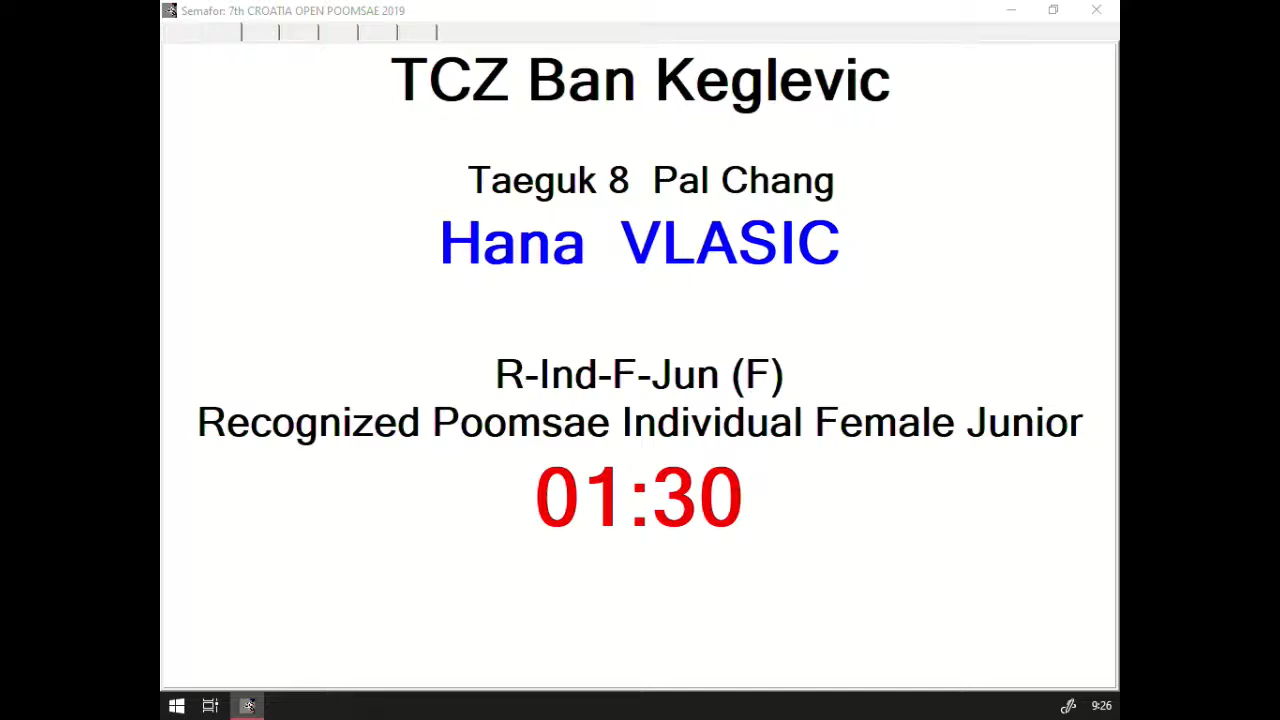 Semafor: 7th CROATIA OPEN POOMSAE 2019
TCZ Ban Keglevic
Taeguk 8  Pal Chang
Hana  VLASIC
R-Ind-F-Jun (F)
Recognized Poomsae Individual Female Junior
01:30
9:26